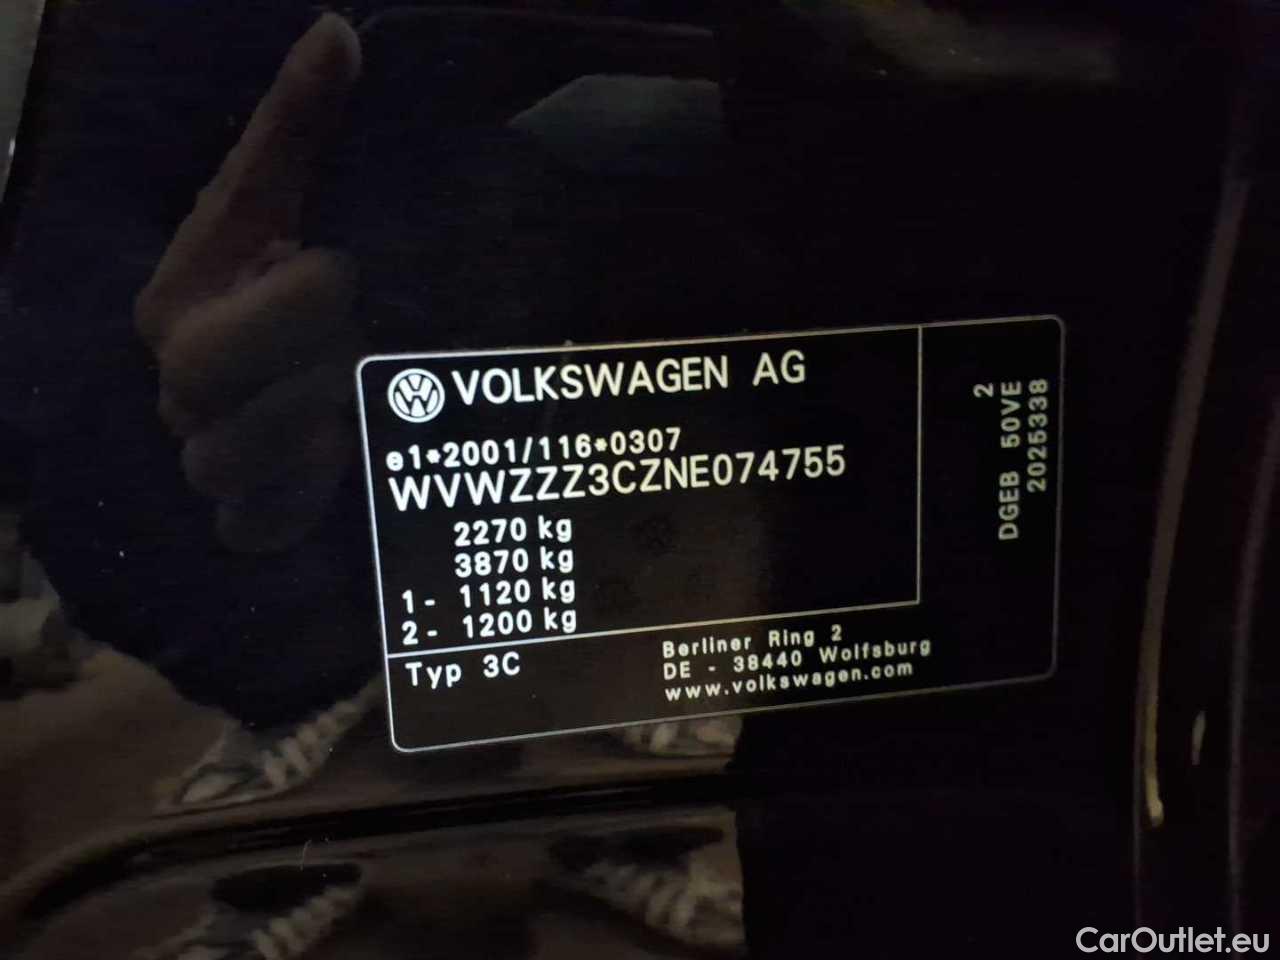 VOLKSWAGEN AG
e1*2001/116*0307
WVWZZZ3CZNE074755
2270 kg
3870 kg
1- 1120 kg
2- 1200 kg
Typ 3C
Berliner Ring 2
DE - 38440 Wolfsburg
www.volkswagen.com
2
DGEB 50VE
2025338
CarOutlet.eu